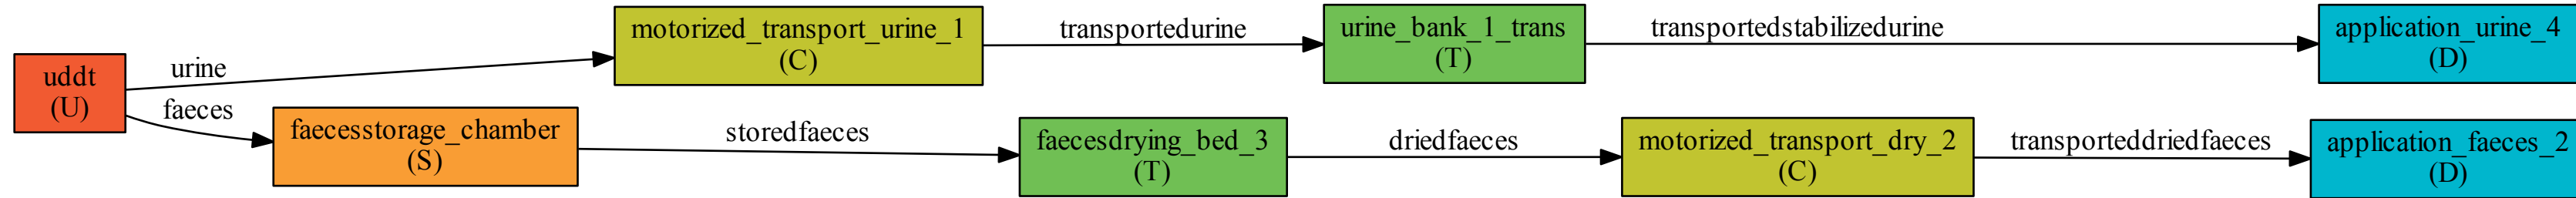 uddt
(U)
urine
faeces
motorized_transport_urine_1
(C)
transportedurine
urine_bank_1_trans
(T)
transportedstabilizedurine
application_urine_4
(D)
faecesstorage_chamber
(S)
storedfaeces
faecesdrying_bed_3
(T)
driedfaeces
motorized_transport_dry_2
(C)
transporteddriedfaeces
application_faeces_2
(D)